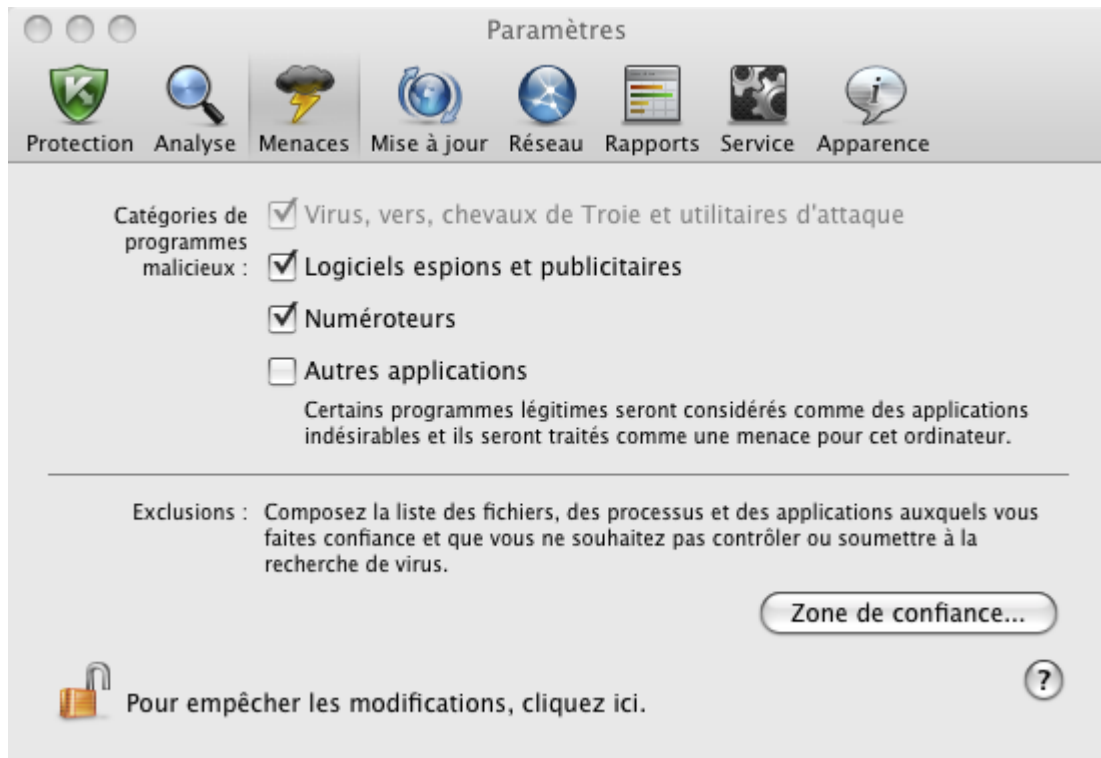 Paramètres
Protection Analyse Menaces Mise à jour Réseau Rapports Service Apparence
Catégories de programmes malicieux :
Virus, vers, chevaux de Troie et utilitaires d'attaque
Logiciels espions et publicitaires
Numéroteurs
Autres applications
Certains programmes légitimes seront considérés comme des applications
indésirables et ils seront traités comme une menace pour cet ordinateur.
Exclusions :
Composez la liste des fichiers, des processus et des applications auxquels vous
faites confiance et que vous ne souhaitez pas contrôler ou soumettre à la
recherche de virus.
Zone de confiance...
Pour empêcher les modifications, cliquez ici.
?